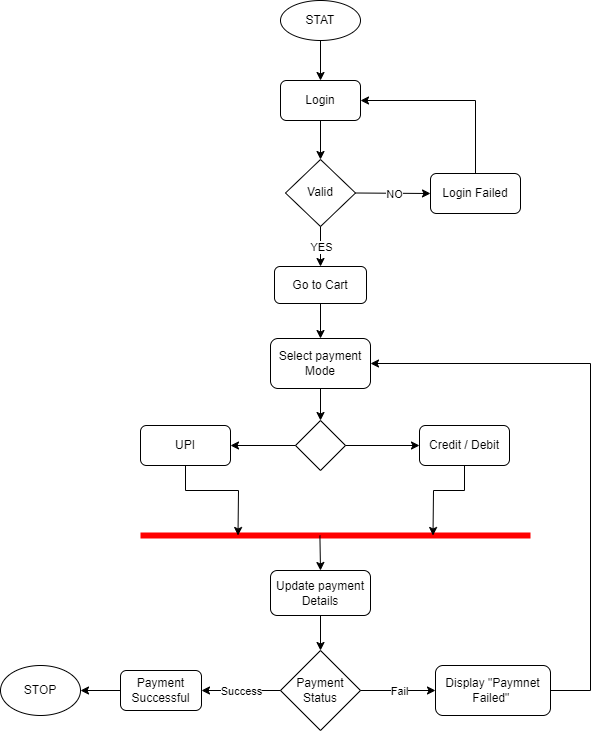 STAT
Login
Valid
NO
Login Failed
YES
Go to Cart
Select payment
Mode
UPI
Credit / Debit
Update payment
Details
STOP
Payment
Successful
Success
Payment
Status
Fail
Display "Paymnet
Failed"